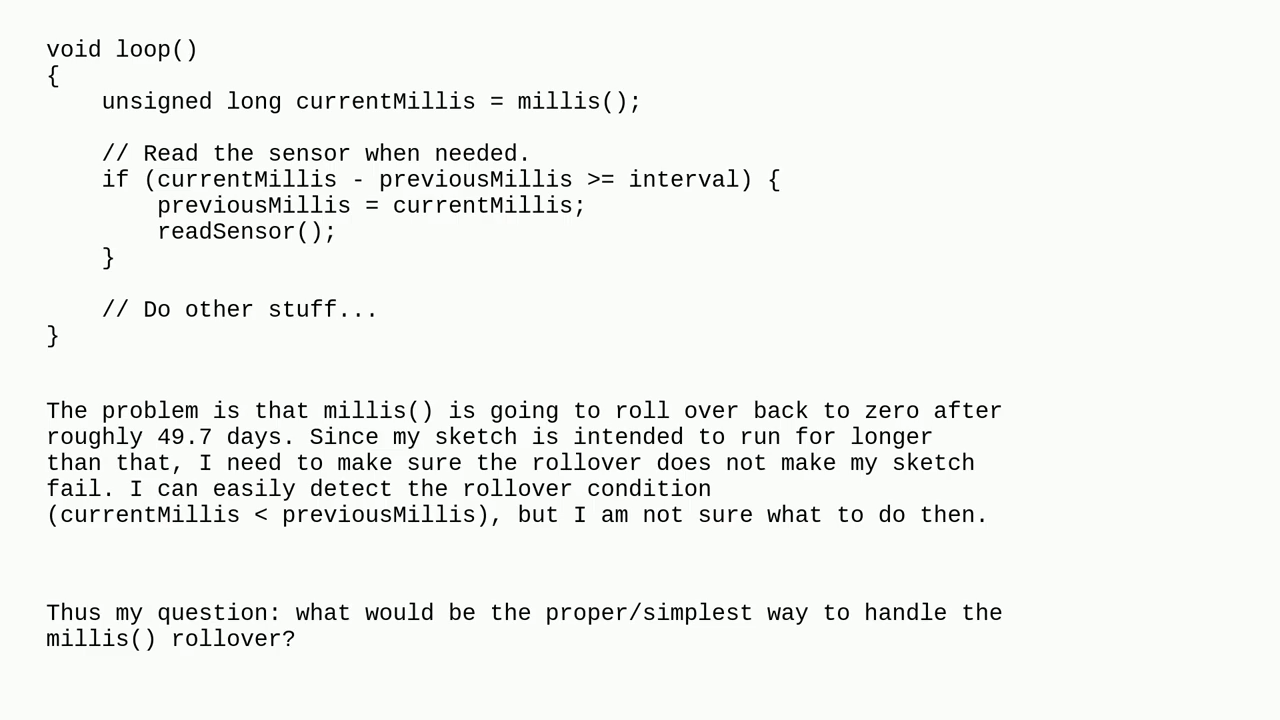 void loop()
{
    unsigned long currentMillis = millis();

    // Read the sensor when needed.
    if (currentMillis - previousMillis >= interval) {
        previousMillis = currentMillis;
        readSensor();
    }

    // Do other stuff...
}

The problem is that millis() is going to roll over back to zero after
roughly 49.7 days. Since my sketch is intended to run for longer
than that, I need to make sure the rollover does not make my sketch
fail. I can easily detect the rollover condition
(currentMillis < previousMillis), but I am not sure what to do then.

Thus my question: what would be the proper/simplest way to handle the
millis() rollover?